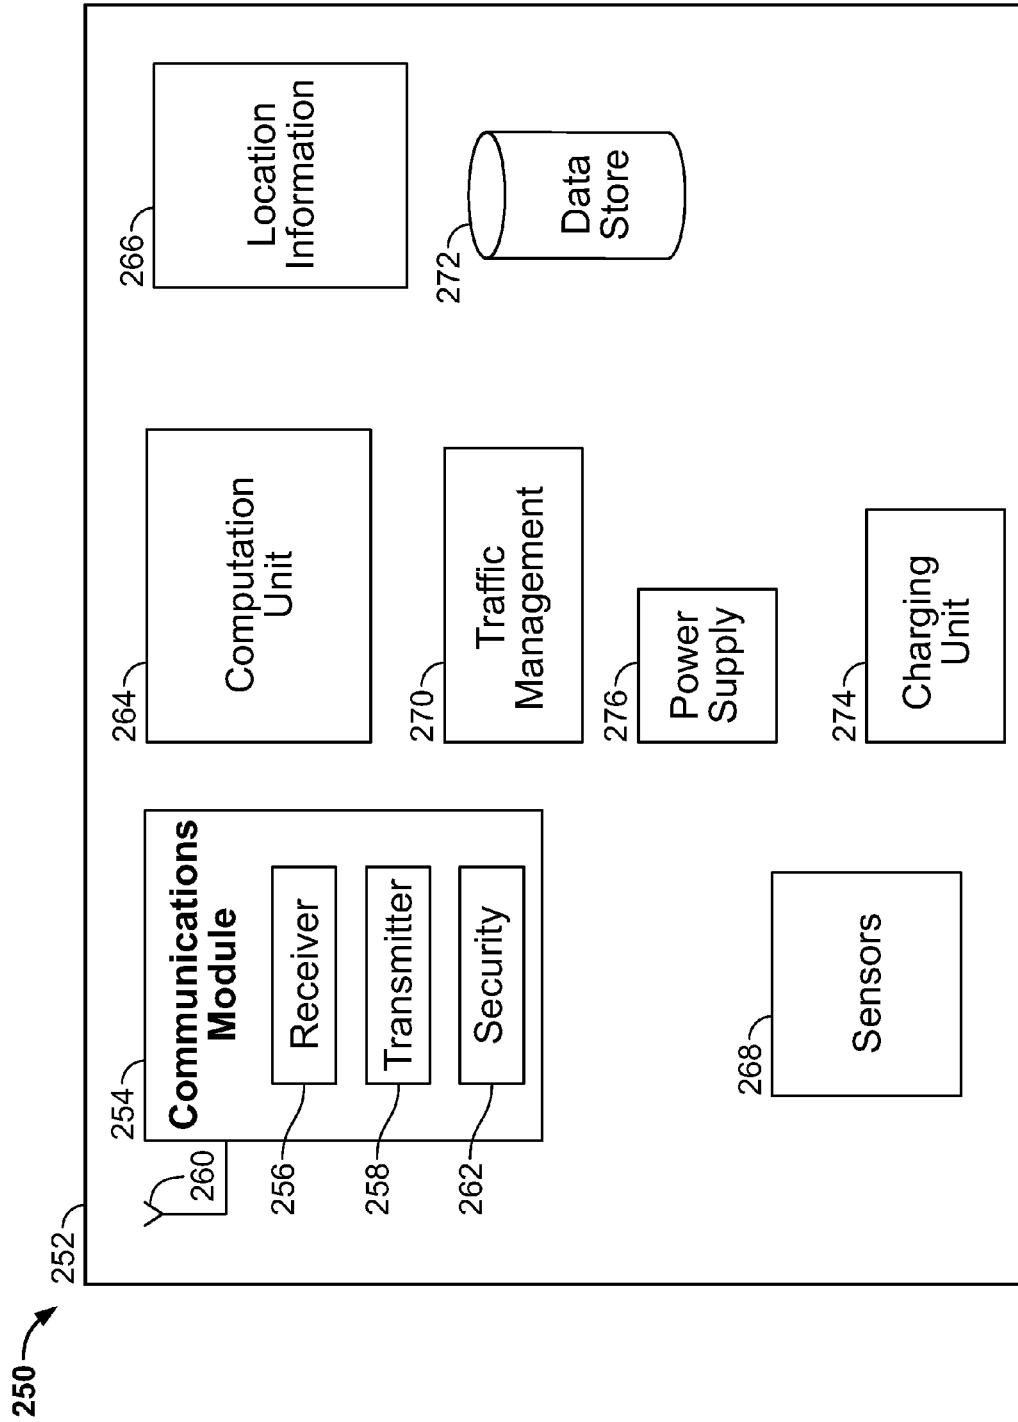 250
252
260
254
Communications
Module
256
Receiver
258
Transmitter
262
Security
268
Sensors
264
Computation
Unit
270
Traffic
Management
276
Power
Supply
274
Charging
Unit
266
Location
Information
272
Data
Store